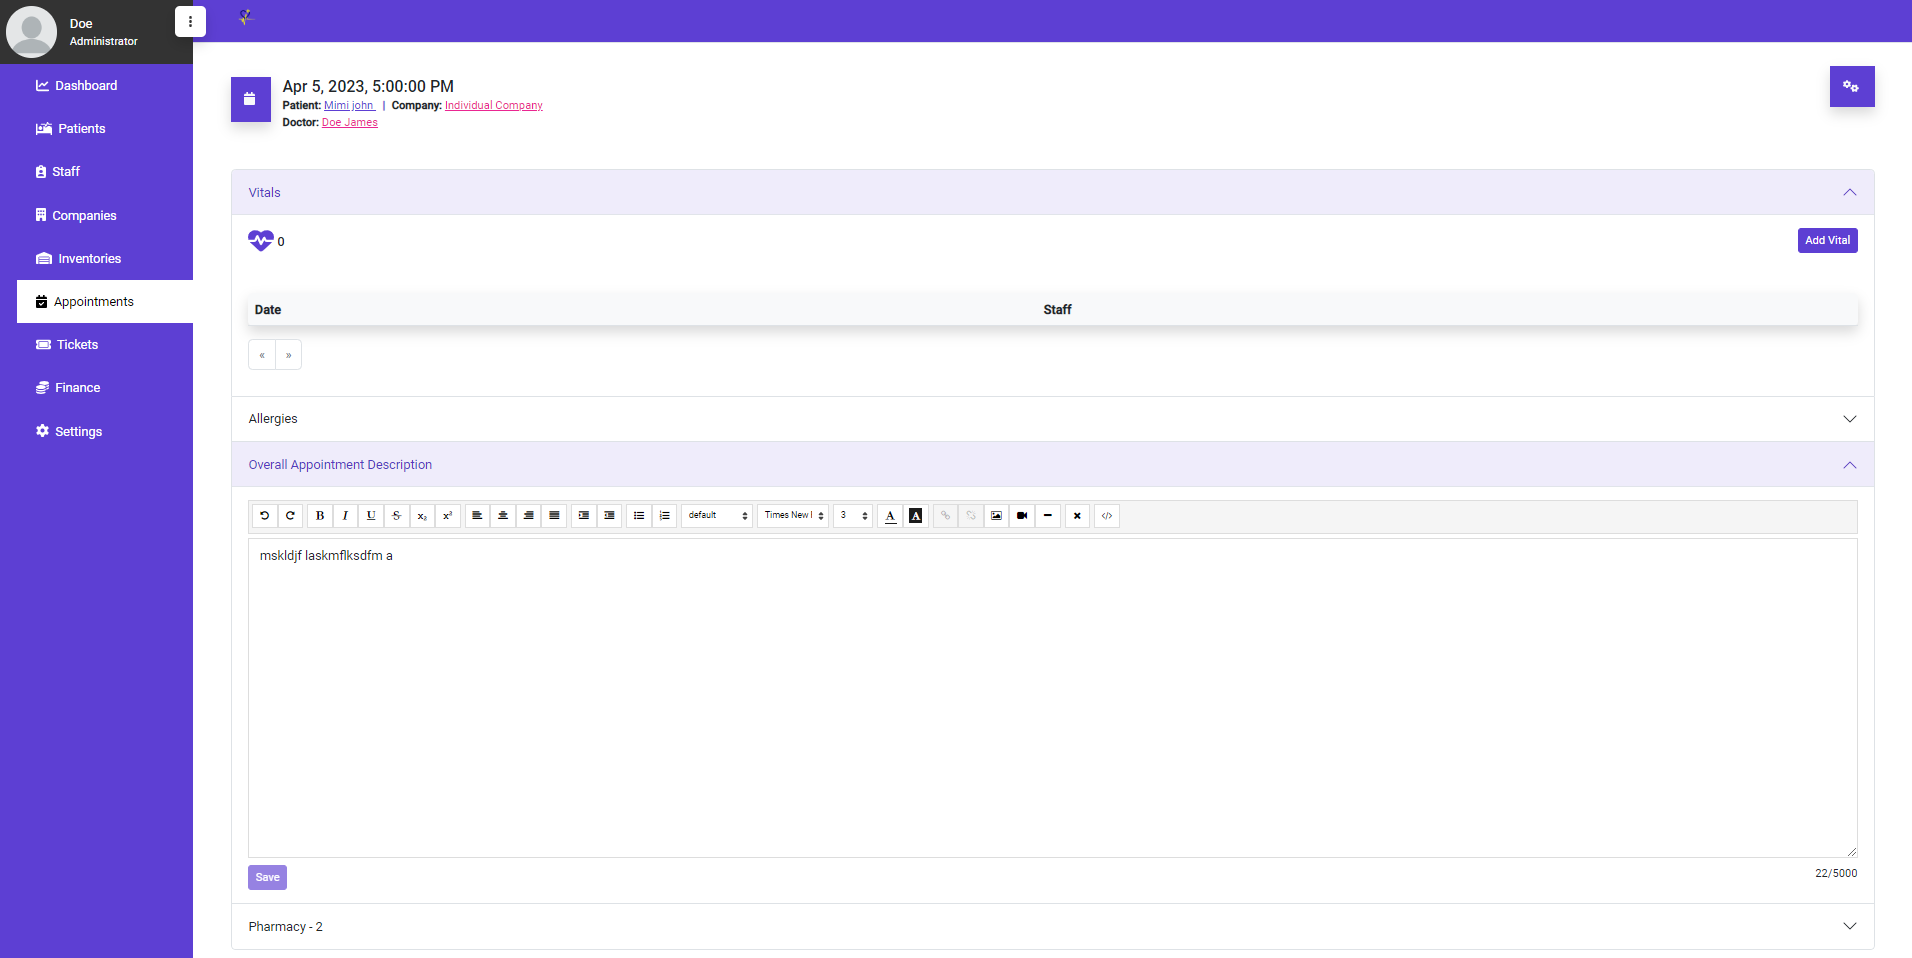 Doe
Administrator
Dashboard
Patients
Staff
Companies
Inventories
Appointments
Tickets
Finance
Settings
Apr 5, 2023, 5:00:00 PM
Patient: Mimi john | Company: Individual Company
Doctor: Doe James
Vitals
0
Add Vital
Date Staff
« »
Allergies
Overall Appointment Description
B I U S x₂ x² default Times New 3 A A
mskldjf laskmflksdfm a
Save
22/5000
Pharmacy - 2